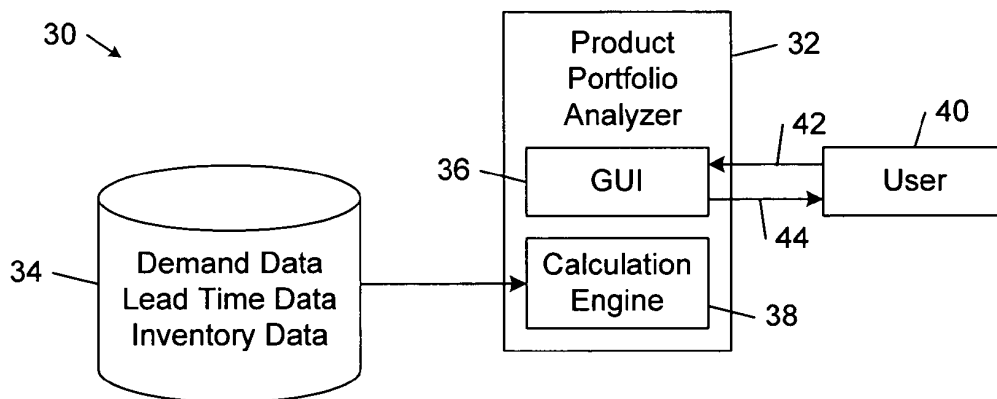 30
Product
Portfolio
Analyzer
32
36
GUI
42
40
User
44
34
Demand Data
Lead Time Data
Inventory Data
Calculation
Engine
38